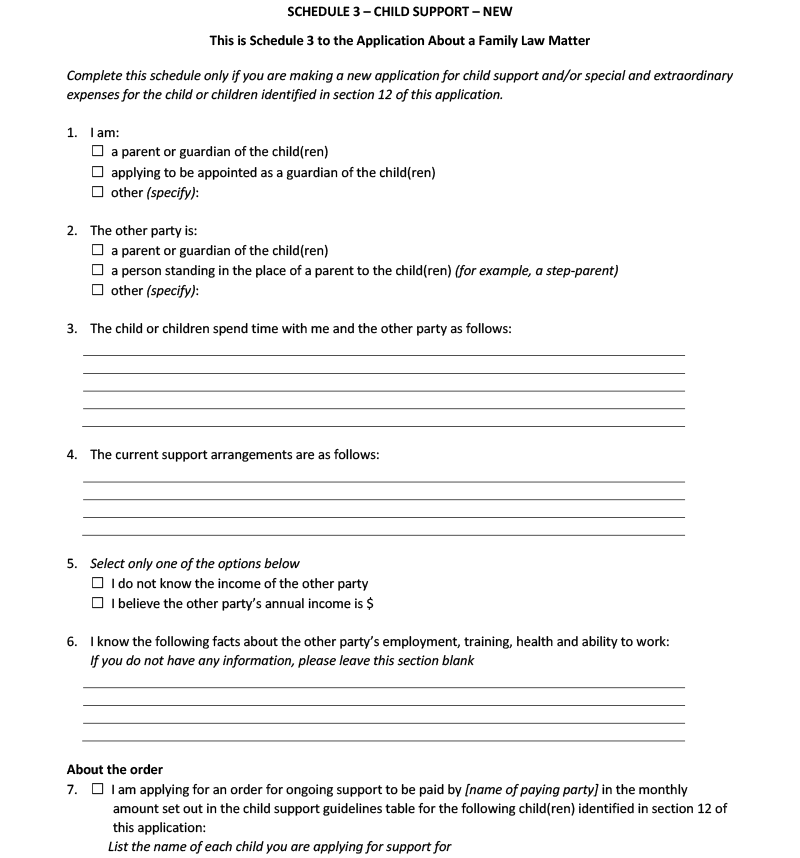 SCHEDULE 3 – CHILD SUPPORT – NEW
This is Schedule 3 to the Application About a Family Law Matter
Complete this schedule only if you are making a new application for child support and/or special and extraordinary
expenses for the child or children identified in section 12 of this application.
1. I am:
☐ a parent or guardian of the child(ren)
☐ applying to be appointed as a guardian of the child(ren)
☐ other (specify):
2. The other party is:
☐ a parent or guardian of the child(ren)
☐ a person standing in the place of a parent to the child(ren) (for example, a step-parent)
☐ other (specify):
3. The child or children spend time with me and the other party as follows:
4. The current support arrangements are as follows:
5. Select only one of the options below
☐ I do not know the income of the other party
☐ I believe the other party’s annual income is $
6. I know the following facts about the other party’s employment, training, health and ability to work:
If you do not have any information, please leave this section blank
About the order
7. ☐ I am applying for an order for ongoing support to be paid by [name of paying party] in the monthly
amount set out in the child support guidelines table for the following child(ren) identified in section 12 of
this application:
List the name of each child you are applying for support for